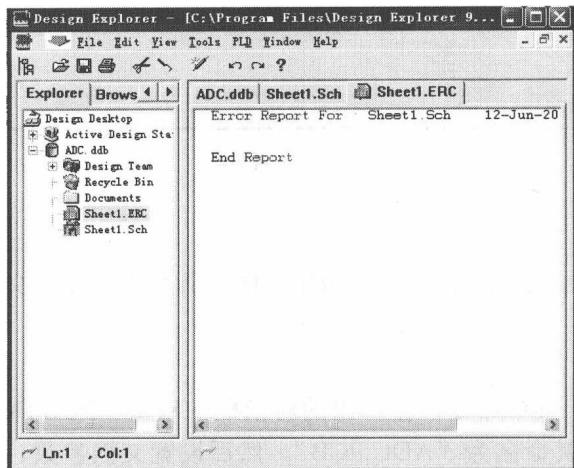 Design Explorer - [C:\Program Files\Design Explorer 9...
File Edit View Tools PLD Window Help
Explorer Brows
ADC.ddb Sheet1.Sch Sheet1.ERC
Design Desktop
Active Design Sta
ADC.ddb
Design Team
Recycle Bin
Documents
Sheet1.ERC
Sheet1.Sch
Error Report For Sheet1.Sch 12-Jun-20
End Report
Ln:1 , Col:1